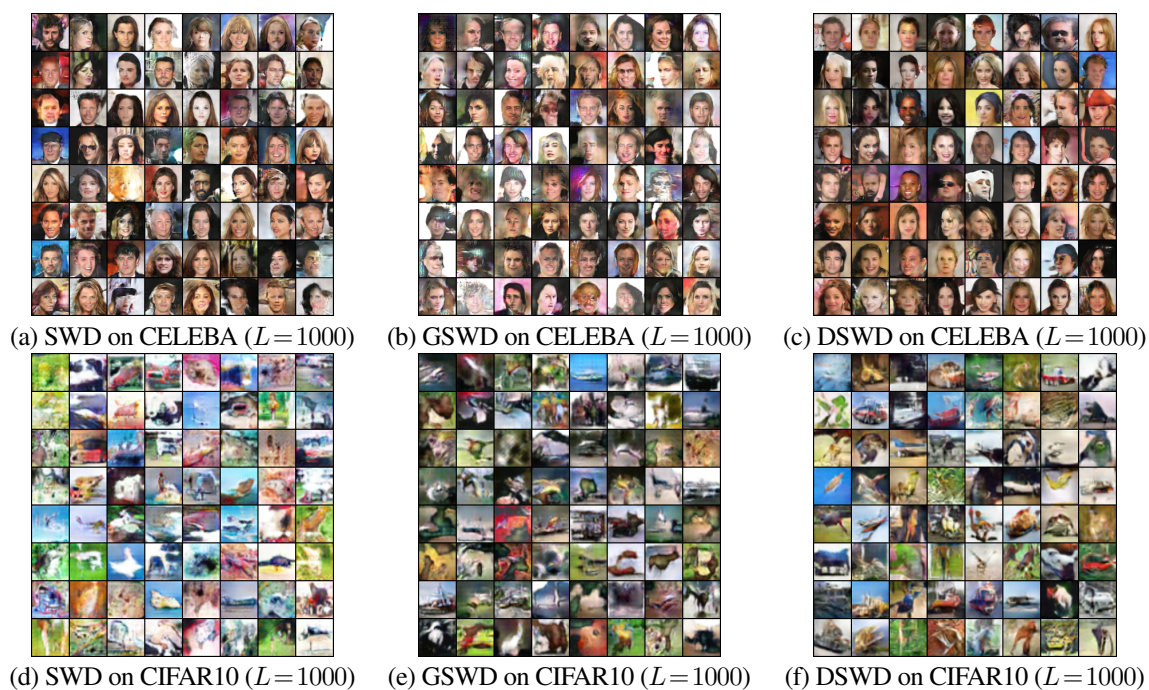 (a) SWD on CELEBA (L=1000)
(b) GSWD on CELEBA (L=1000)
(c) DSWD on CELEBA (L=1000)
(d) SWD on CIFAR10 (L=1000)
(e) GSWD on CIFAR10 (L=1000)
(f) DSWD on CIFAR10 (L=1000)